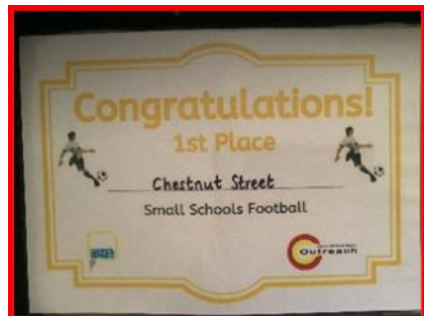 Congratulations!
1st Place
Chestnut Street
Small Schools Football
Outreach